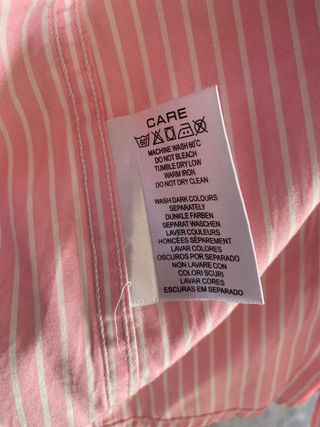 CARE
MACHINE WASH 60°C
DO NOT BLEACH
TUMBLE DRY LOW
WARM IRON
DO NOT DRY CLEAN
WASH DARK COLOURS
SEPARATELY
DUNKLE FARBEN
SEPARAT WASCHEN
LAVER COULEURS
HONCÉES SÉPAREMENT
LAVAR COLORES
OSCUROS POR SEPARADO
NON LAVARE CON
COLORI SCURI
LAVAR CORES
ESCURAS EM SEPARADO